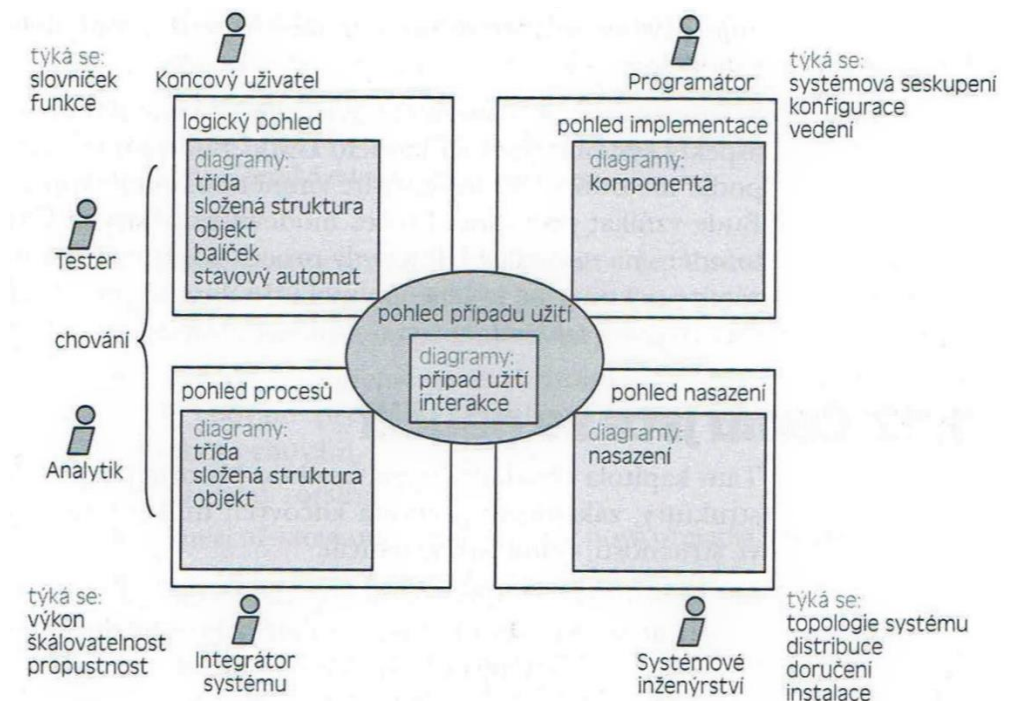 týká se:
slovníček
funkce
Koncový uživatel
Programátor
týká se:
systémová seskupení
konfigurace
vedení
logický pohled
diagramy:
třída
složená struktura
objekt
balíček
stavový automat
pohled implementace
diagramy:
komponenta
Tester
chování
Analytik
pohled případu užití
diagramy:
případ užití
interakce
pohled procesů
diagramy:
třída
složená struktura
objekt
pohled nasazení
diagramy:
nasazení
týká se:
výkon
škálovatelnost
propustnost
Integrátor
systému
Systémové
inženýrství
týká se:
topologie systému
distribuce
doručení
instalace